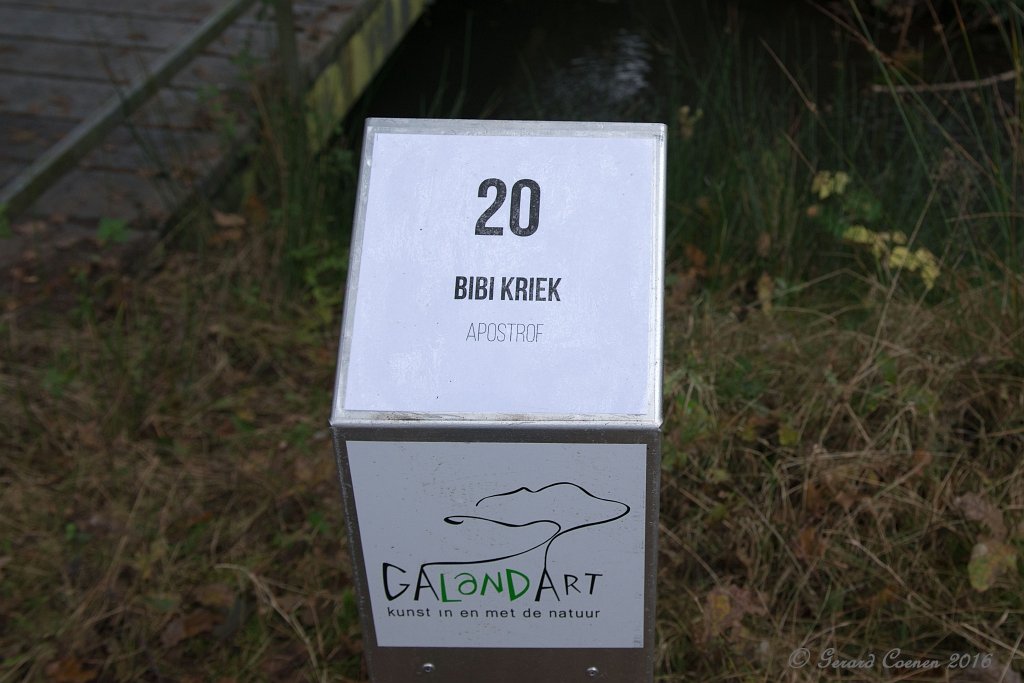 20
BIBI KRIEK
APOSTROF
GALaNDART
kunst in en met de natuur
© Gerard Coenen 2016